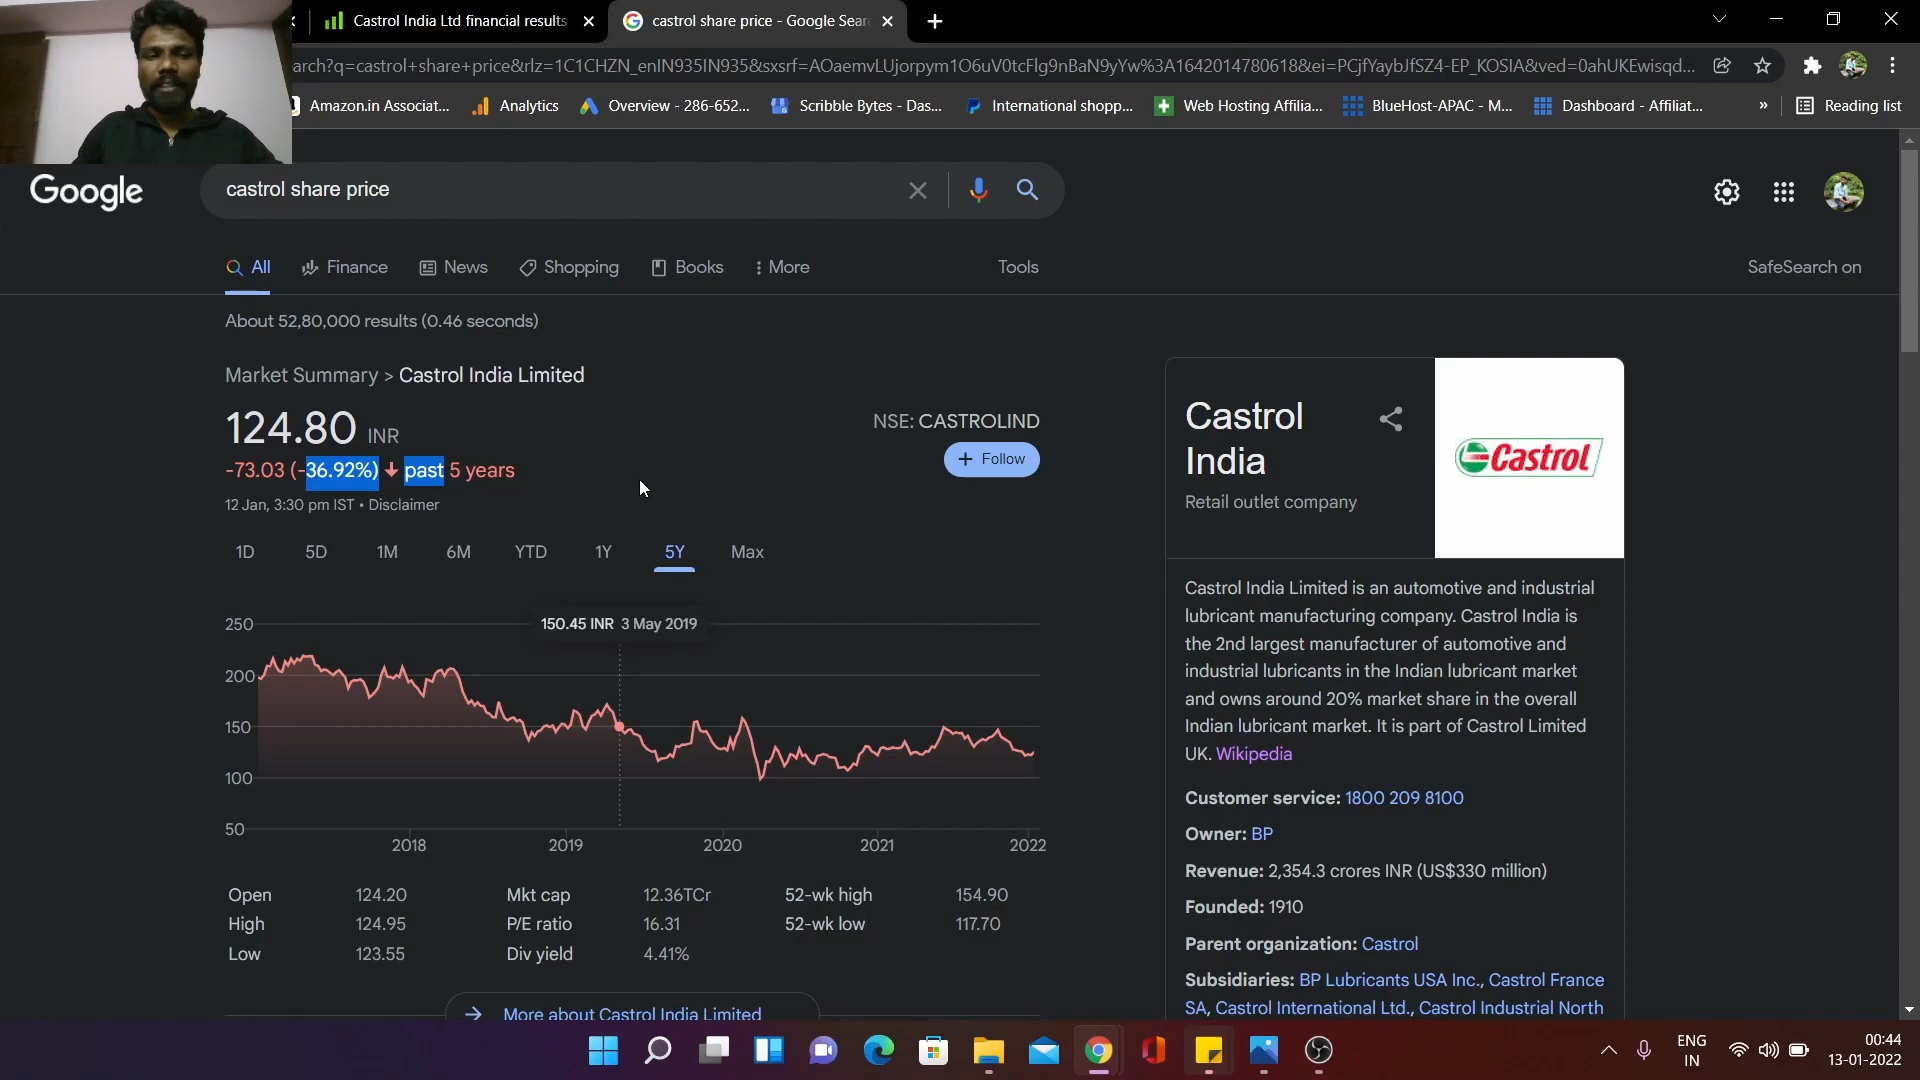 Castrol India Ltd financial results
castrol share price - Google Sear
arch?q=castrol+share+price&rlz=1C1CHZN_enIN935IN935&sxsrf=AOaemvLUjorpym1O6uV0tcFlg9nBaN9yYw%3A1642014780618&ei=PCjfYaybJfSZ4-EP_KOSIA&ved=0ahUKEwisqd...
Amazon.in Associat...
Analytics
Overview - 286-652...
Scribble Bytes - Das...
International shopp...
Web Hosting Affilia...
BlueHost-APAC - M...
Dashboard - Affiliat...
»
Reading list
Google
castrol share price
All
Finance
News
Shopping
Books
More
Tools
SafeSearch on
About 52,80,000 results (0.46 seconds)
Market Summary > Castrol India Limited
124.80 INR
NSE: CASTROLIND
-73.03 (-36.92%) ↓ past 5 years
+ Follow
12 Jan, 3:30 pm IST • Disclaimer
1D 5D 1M 6M YTD 1Y 5Y Max
150.45 INR 3 May 2019
250
200
150
100
50
2018 2019 2020 2021 2022
Open 124.20 Mkt cap 12.36TCr 52-wk high 154.90
High 124.95 P/E ratio 16.31 52-wk low 117.70
Low 123.55 Div yield 4.41%
→ More about Castrol India Limited
Castrol
India
Retail outlet company
Castrol
Castrol India Limited is an automotive and industrial
lubricant manufacturing company. Castrol India is
the 2nd largest manufacturer of automotive and
industrial lubricants in the Indian lubricant market
and owns around 20% market share in the overall
Indian lubricant market. It is part of Castrol Limited
UK. Wikipedia
Customer service: 1800 209 8100
Owner: BP
Revenue: 2,354.3 crores INR (US$330 million)
Founded: 1910
Parent organization: Castrol
Subsidiaries: BP Lubricants USA Inc., Castrol France
SA, Castrol International Ltd., Castrol Industrial North
ENG
IN
00:44
13-01-2022